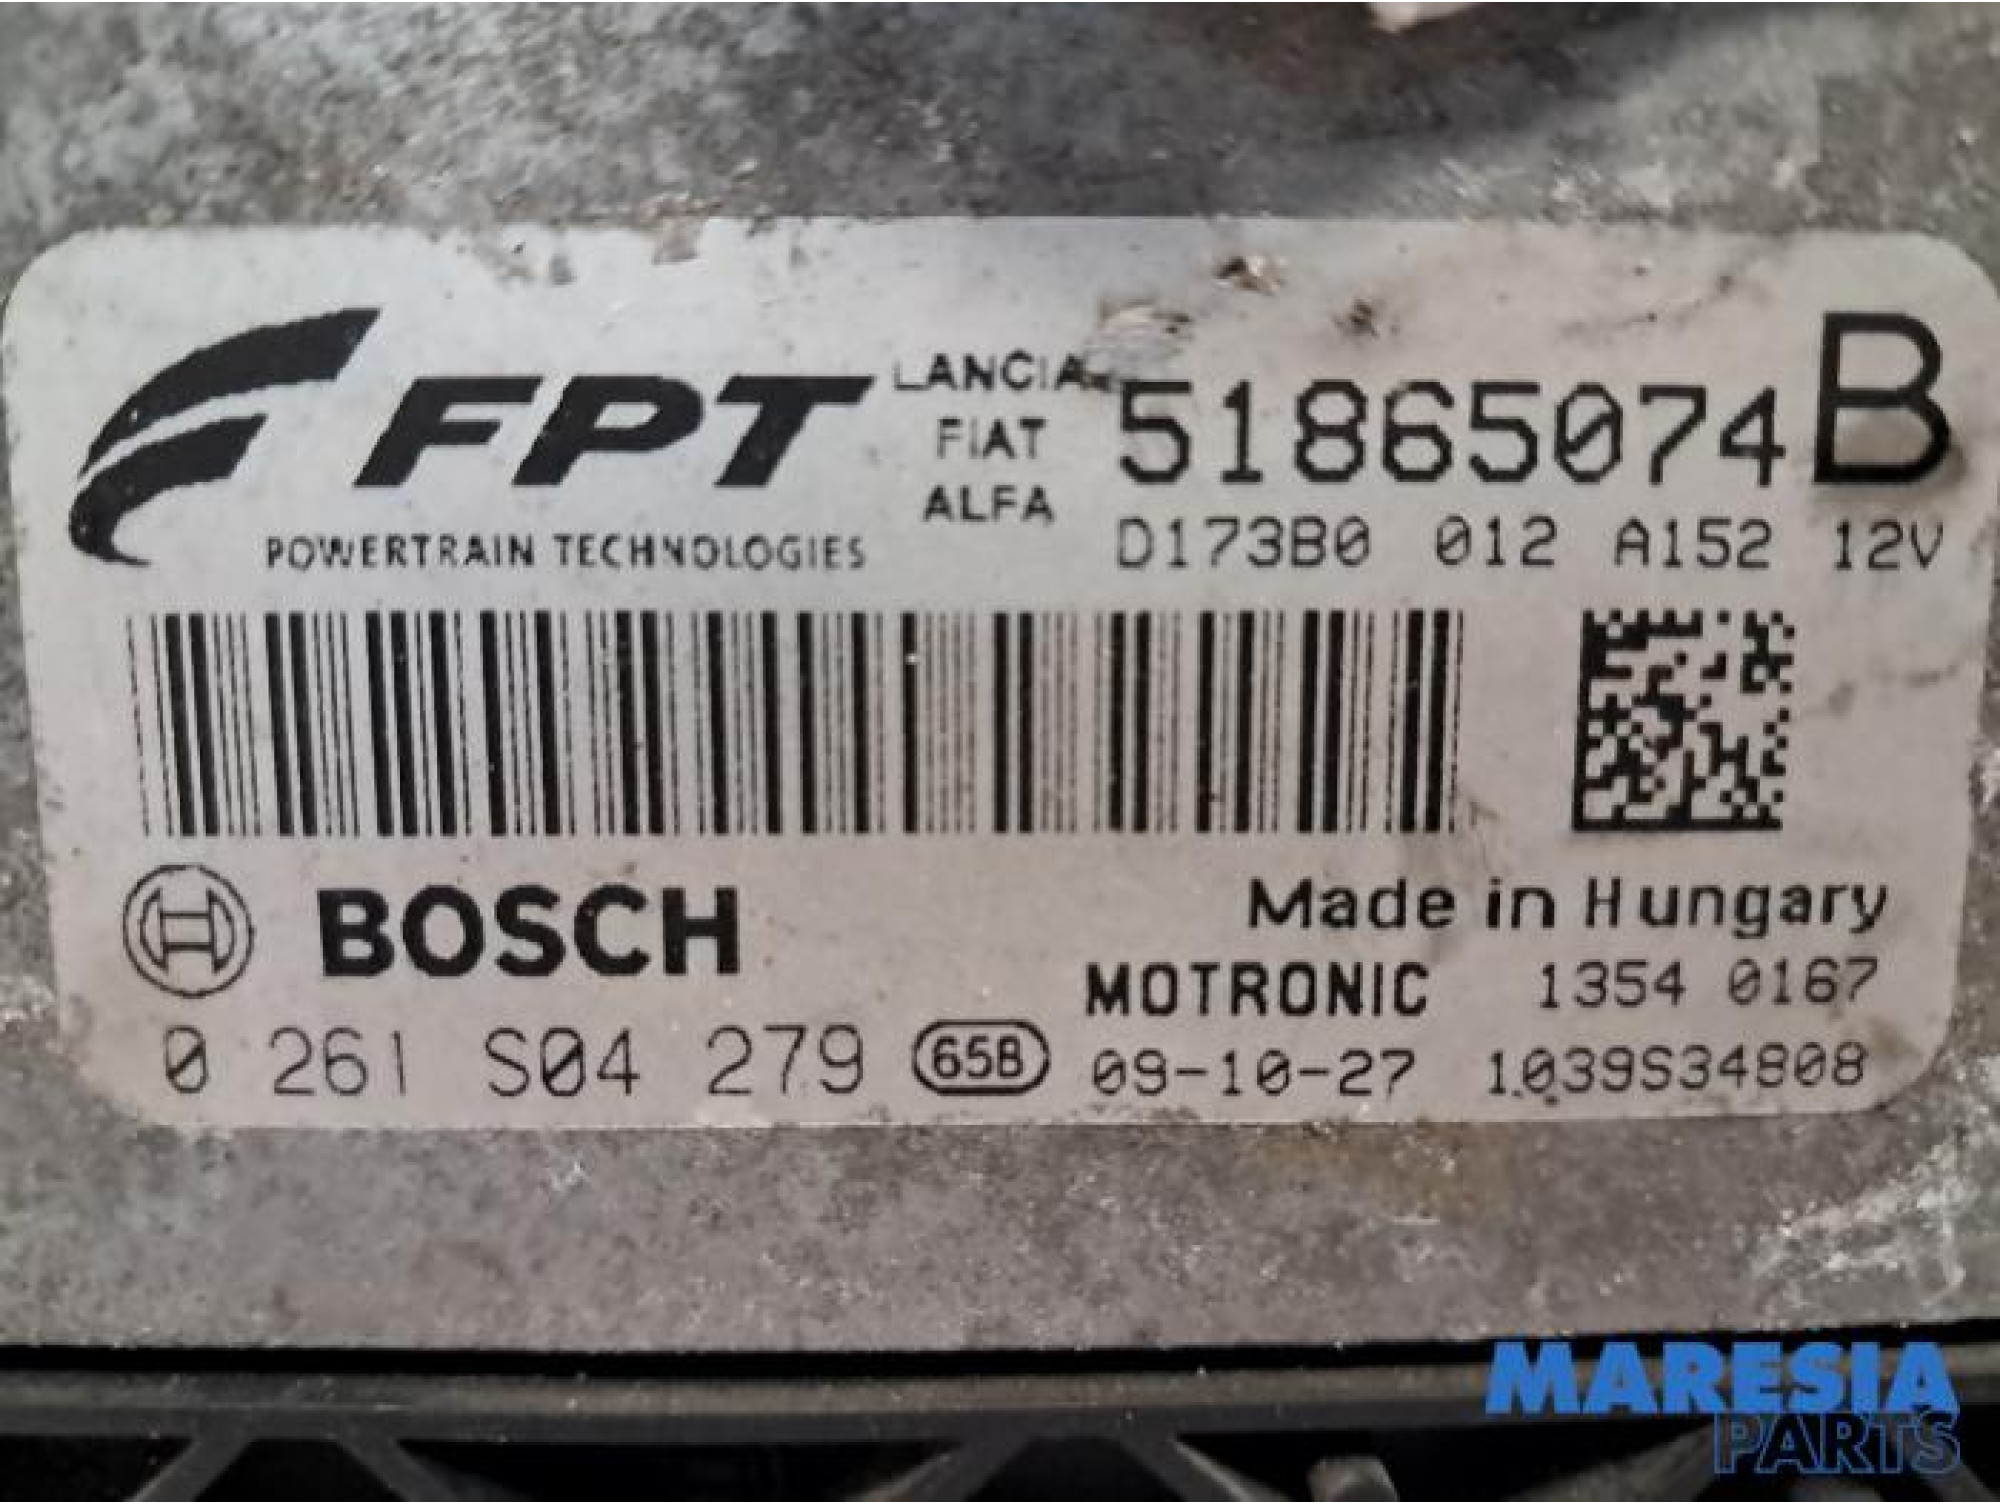 FPT
POWERTRAIN TECHNOLOGIES
LANCIA
FIAT
ALFA
51865074 B
D173B0 012 A152 12V
BOSCH
Made in Hungary
MOTRONIC 1354 0167
0 261 S04 279 65B 09-10-27 1039S34808
MARESIA
PARTS